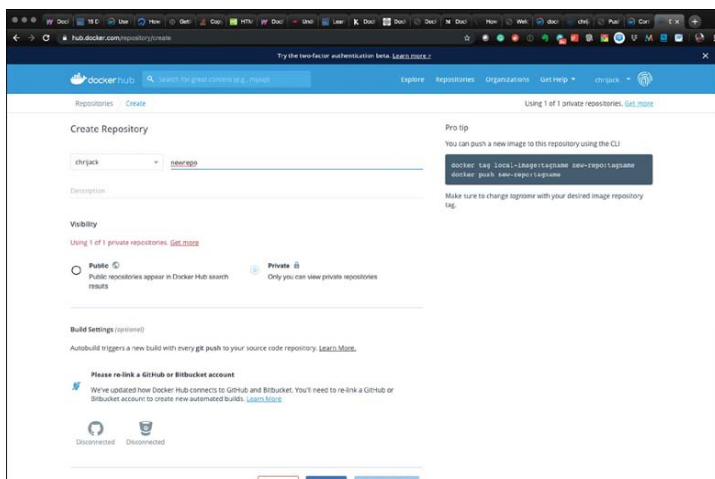 hub.docker.com/repository/create
Try the two-factor authentication beta. Learn more >
dockerhub
Search for great content (e.g., mysql)
Explore Repositories Organizations Get Help chrijack
Repositories Create
Using 1 of 1 private repositories. Get more
Create Repository
chrijack
newrepo
Description
Visibility
Using 1 of 1 private repositories. Get more
Public
Public repositories appear in Docker Hub search
results
Private
Only you can view private repositories
Build Settings (optional)
Autobuild triggers a new build with every git push to your source code repository. Learn More.
Please re-link a GitHub or Bitbucket account
We've updated how Docker Hub connects to GitHub and Bitbucket. You'll need to re-link a GitHub or
Bitbucket account to create new automated builds. Learn More
Disconnected Disconnected
Pro tip
You can push a new image to this repository using the CLI
docker tag local-image:tagname new-repo:tagname
docker push new-repo:tagname
Make sure to change tagname with your desired image repository
tag.